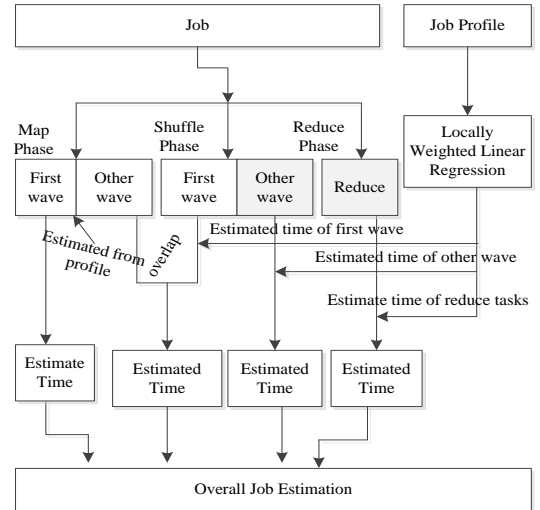 Job
Job Profile
Map
Phase
Shuffle
Phase
Reduce
Phase
Locally
Weighted Linear
Regression
First
wave
Other
wave
First
wave
Other
wave
Reduce
Estimated from
profile
overlap
Estimated time of first wave
Estimated time of other wave
Estimate time of reduce tasks
Estimate
Time
Estimated
Time
Estimated
Time
Estimated
Time
Overall Job Estimation